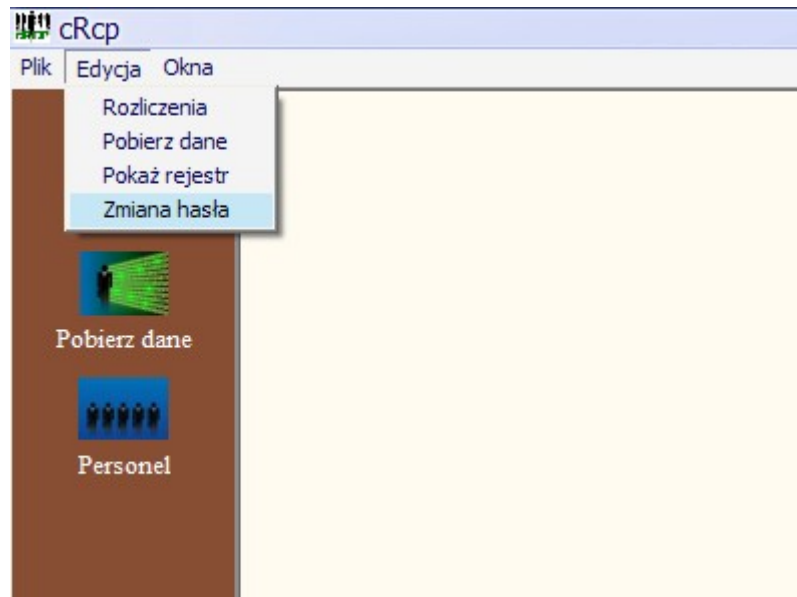 cRcp
Plik Edycja Okna
Rozliczenia
Pobierz dane
Pokaż rejestr
Zmiana hasła
Pobierz dane
Personel